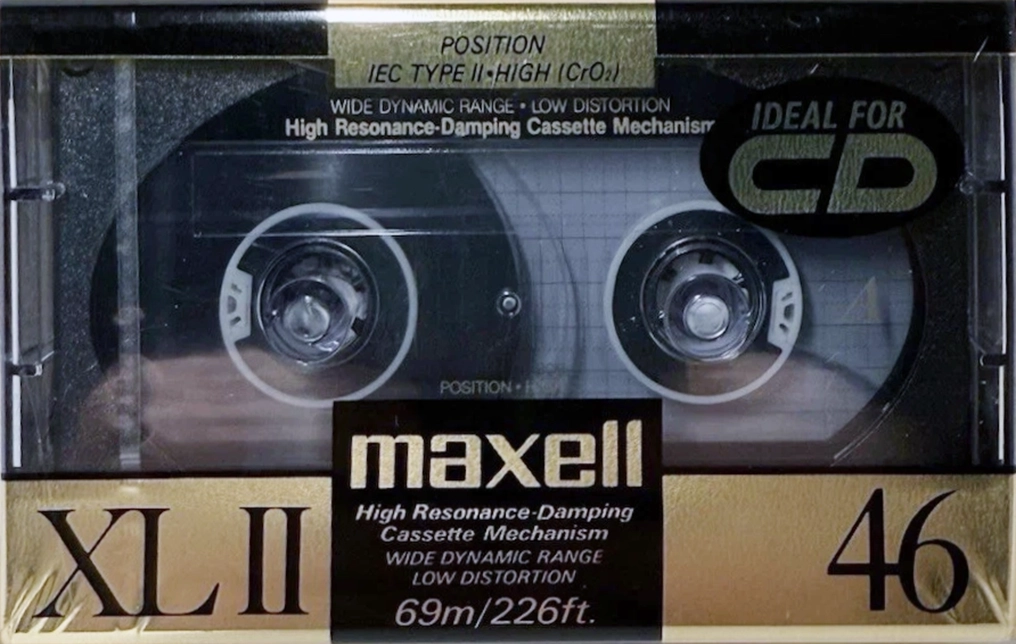 POSITION
IEC TYPE II•HIGH (CrO₂)
WIDE DYNAMIC RANGE • LOW DISTORTION
High Resonance-Damping Cassette Mechanism
IDEAL FOR
CD
POSITION •
maxell
High Resonance-Damping
Cassette Mechanism
WIDE DYNAMIC RANGE
LOW DISTORTION
69m/226ft.
XL II
46
A